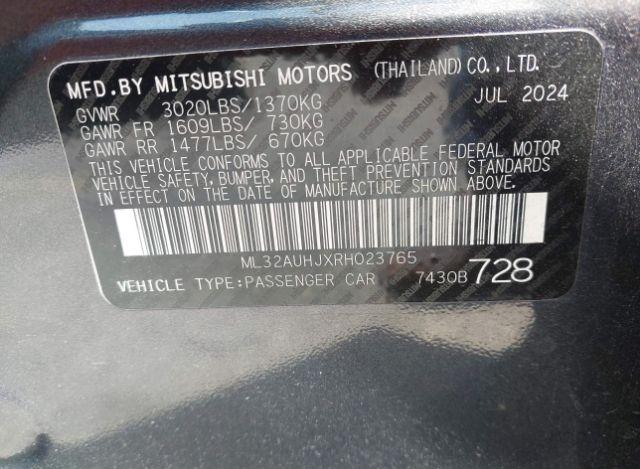 MFD.BY MITSUBISHI MOTORS (THAILAND)CO.,LTD.
GVWR 3020LBS/1370KG JUL 2024
GAWR FR 1609LBS/ 730KG
GAWR RR 1477LBS/ 670KG
THIS VEHICLE CONFORMS TO ALL APPLICABLE FEDERAL MOTOR
VEHICLE SAFETY, BUMPER, AND THEFT PREVENTION STANDARDS
IN EFFECT ON THE DATE OF MANUFACTURE SHOWN ABOVE.
ML32AUHJXRH023765
VEHICLE TYPE:PASSENGER CAR 7430B 728